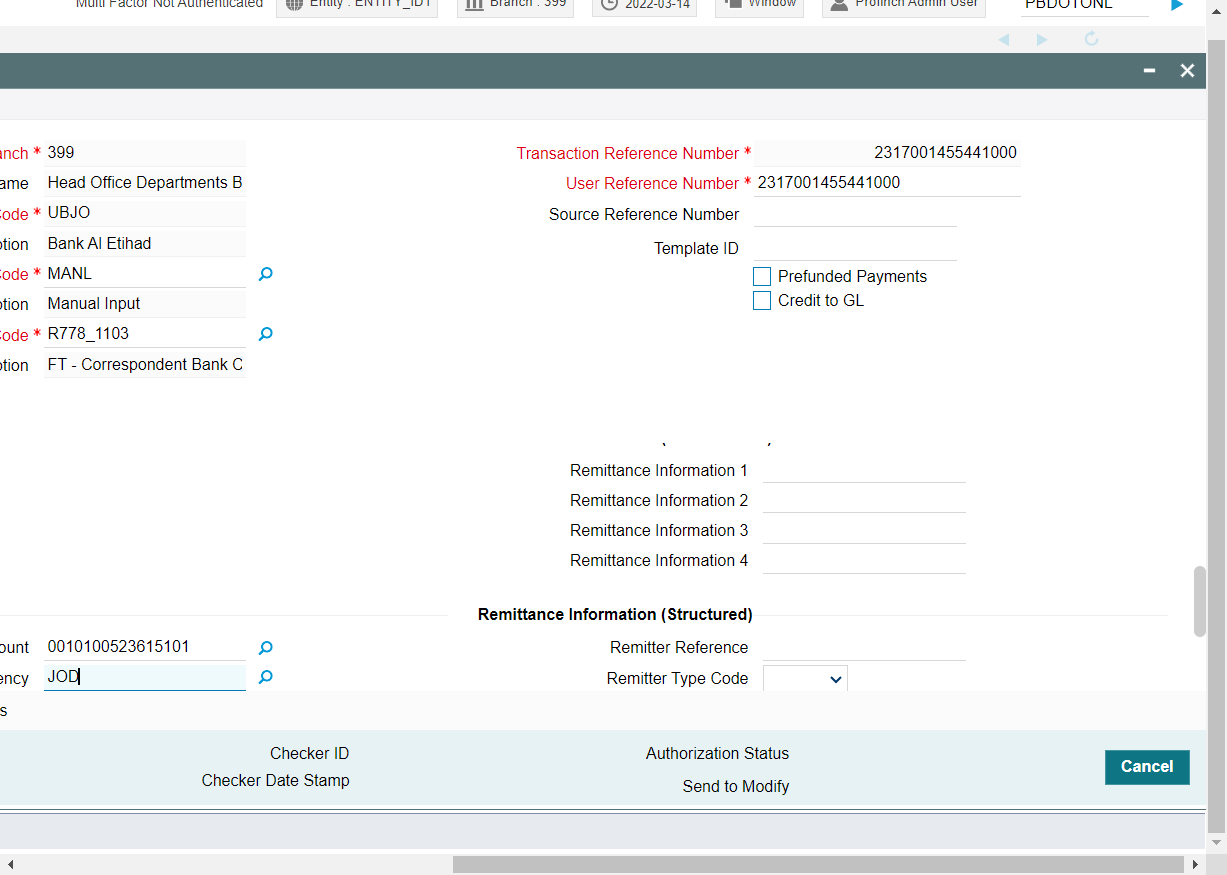 Multi Factor Not Authenticated Entity : ENTITY_ID1 Branch : 399 2022-03-14 Window Profinch Admin User PBDOTONL
anch * 399 Transaction Reference Number * 2317001455441000
ame Head Office Departments B User Reference Number * 2317001455441000
Code * UBJO Source Reference Number
otion Bank Al Etihad Template ID
Code * MANL Prefunded Payments
otion Manual Input Credit to GL
Code * R778_1103
otion FT - Correspondent Bank C
Remittance Information 1
Remittance Information 2
Remittance Information 3
Remittance Information 4
Remittance Information (Structured)
ount 0010100523615101 Remitter Reference
ency JOD Remitter Type Code
s
Checker ID Authorization Status
Cancel
Checker Date Stamp Send to Modify